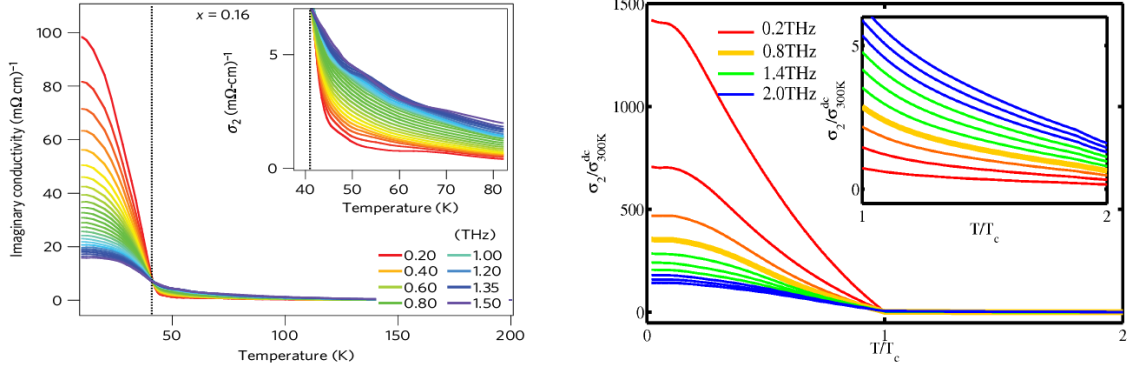 x = 0.16
Imaginary conductivity (mΩ cm)⁻¹
100
80
60
40
20
0
50
100
150
200
Temperature (K)
σ₂ (mΩ-cm)⁻¹
5
0
40
50
60
70
80
Temperature (K)
(THz)
0.20
1.00
0.40
1.20
0.60
1.35
0.80
1.50
σ₂/σ^dc_300K
1500
1000
500
0
0
1
2
T/T_c
0.2THz
0.8THz
1.4THz
2.0THz
σ₂/σ^dc_300K
5
0
1
2
T/T_c